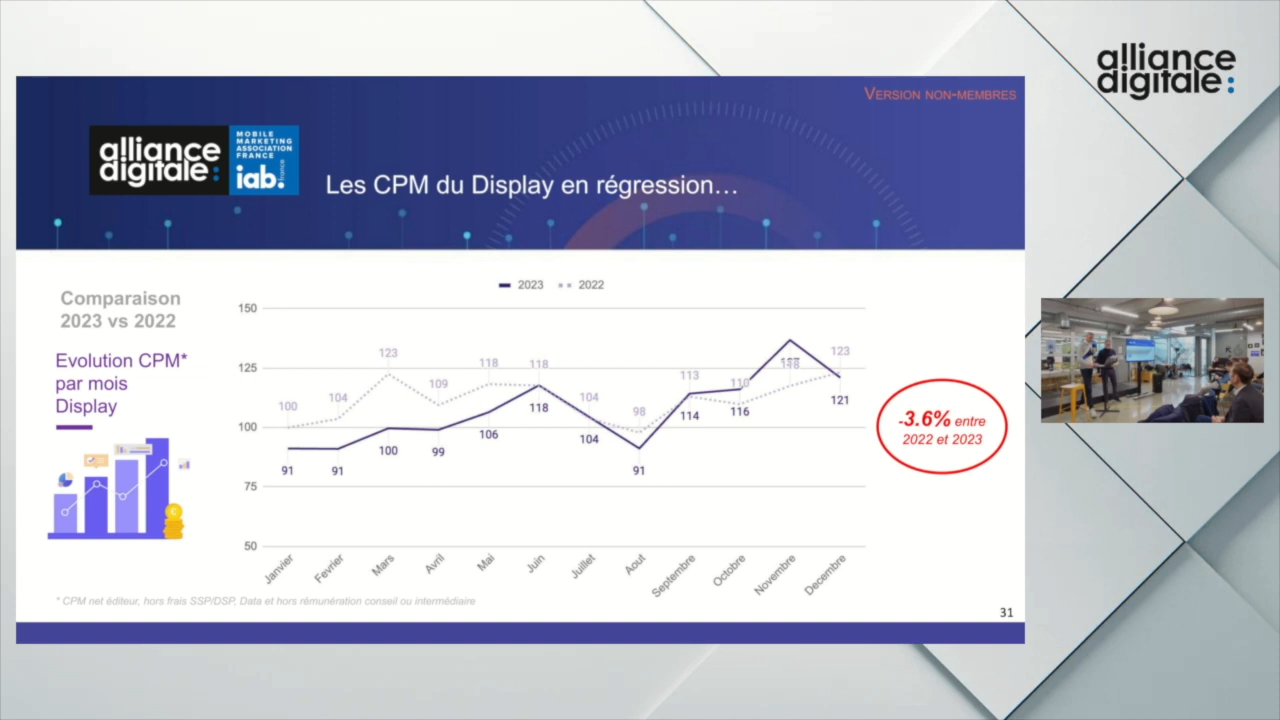 alliance
digitale:
VERSION NON-MEMBRES
alliance
digitale:
MOBILE
MARKETING
ASSOCIATION
FRANCE
iab.
france
Les CPM du Display en régression…
Comparaison
2023 vs 2022
Evolution CPM*
par mois
Display
2023 2022
150
125
100
75
50
100 104 123 109 118 118 104 98 113 110 123
91 91 100 99 106 118 104 91 114 116 121
Janvier Fevrier Mars Avril Mai Juin Juillet Aout Septembre Octobre Novembre Decembre
-3.6% entre
2022 et 2023
* CPM net éditeur, hors frais SSP/DSP, Data et hors rémunération conseil ou intermédiaire
31